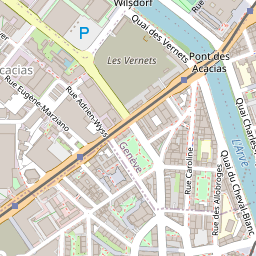 Wilsdorf
Quai des Vernets
P
Les Vernets
Pont des
Acacias
acacias
Rue Eugène-Marziano
Rue Adrien-Wyss
Genève
Rue Caroline
Rue des Allobroges
Quai du Cheval-Blanc
Quai Charles
L'Arve